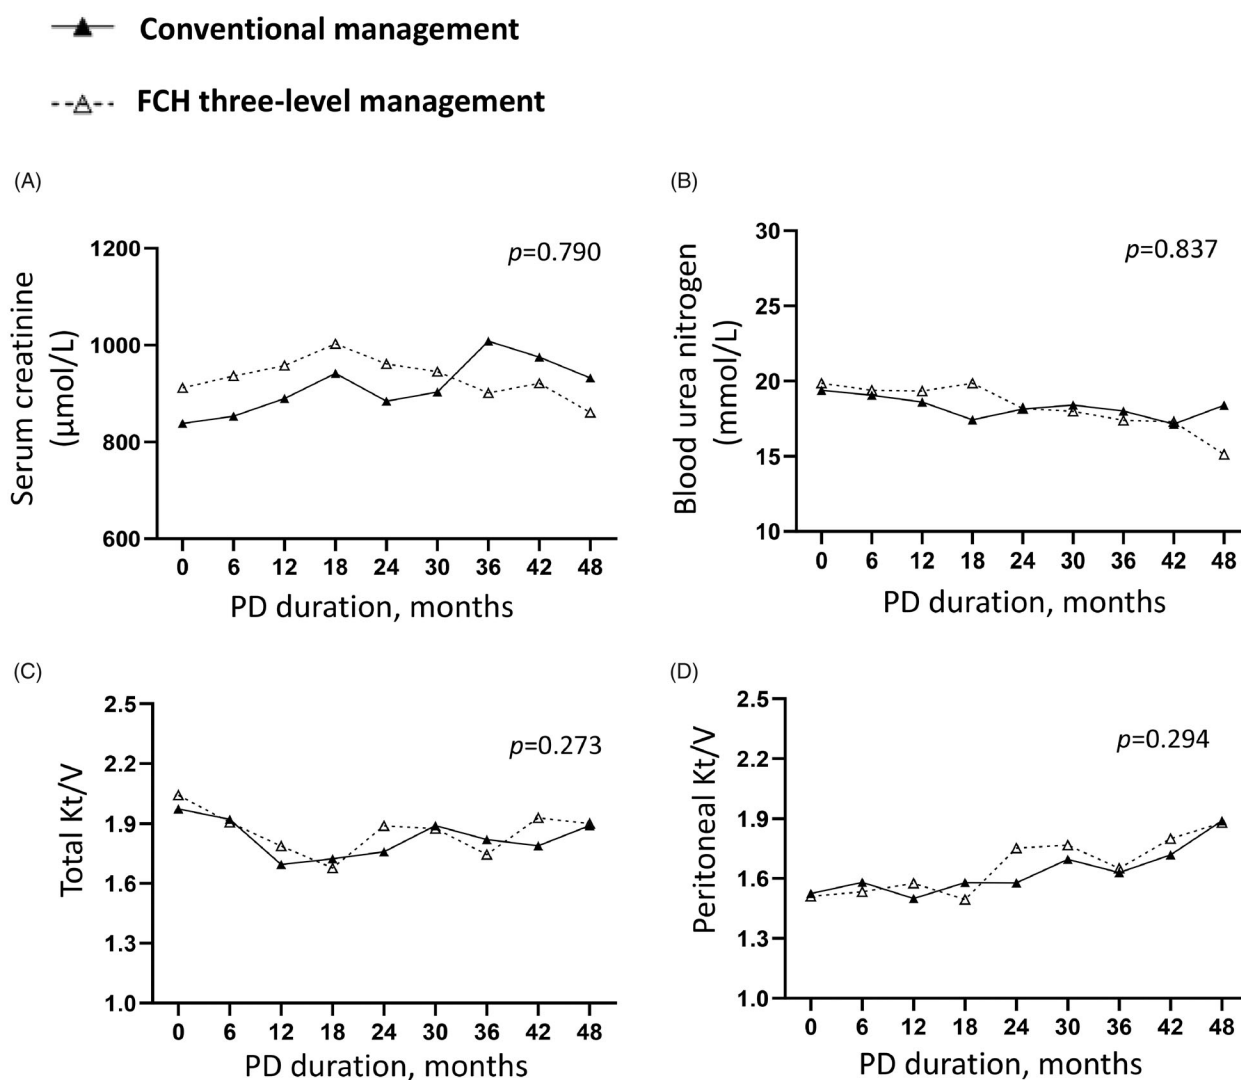 Conventional management
FCH three-level management
(A)
Serum creatinine
(μmol/L)
1200
1000
800
600
p=0.790
0 6 12 18 24 30 36 42 48
PD duration, months
(B)
Blood urea nitrogen
(mmol/L)
30
25
20
15
10
p=0.837
0 6 12 18 24 30 36 42 48
PD duration, months
(C)
Total Kt/V
2.5
2.2
1.9
1.6
1.3
1.0
p=0.273
0 6 12 18 24 30 36 42 48
PD duration, months
(D)
Peritoneal Kt/V
2.5
2.2
1.9
1.6
1.3
1.0
p=0.294
0 6 12 18 24 30 36 42 48
PD duration, months